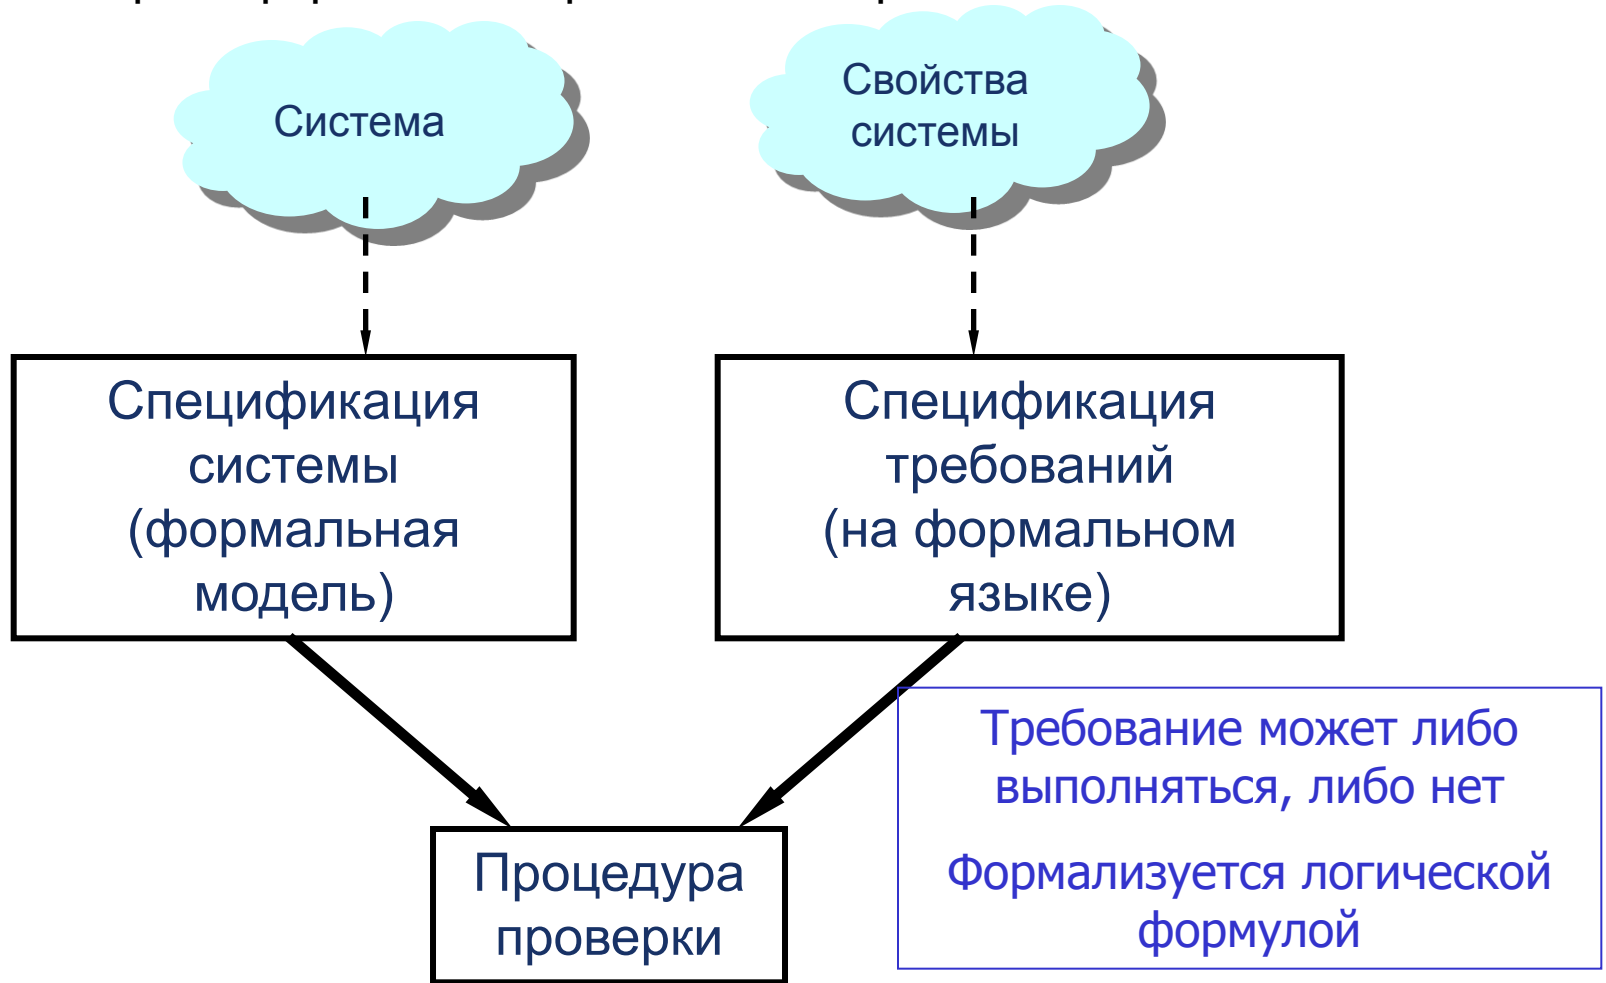 Система
Свойства
системы
Спецификация
системы
(формальная
модель)
Спецификация
требований
(на формальном
языке)
Требование может либо
выполняться, либо нет
Формализуется логической
формулой
Процедура
проверки